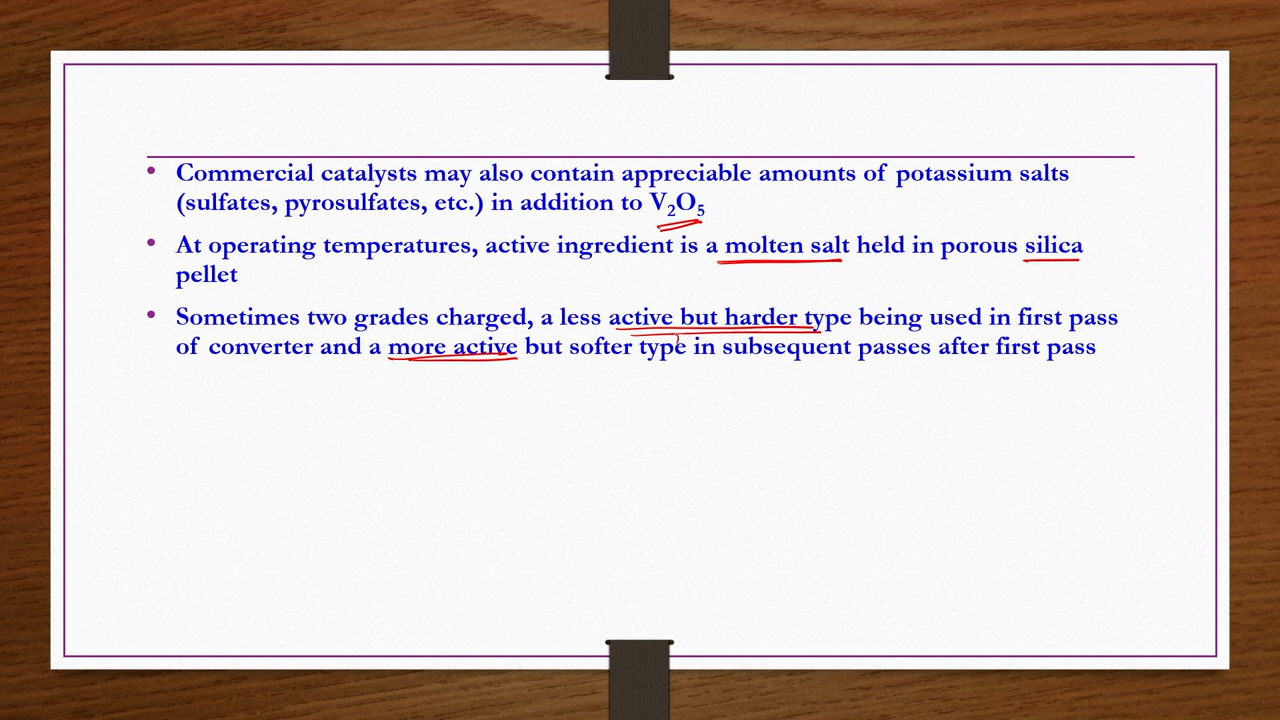 • Commercial catalysts may also contain appreciable amounts of potassium salts
(sulfates, pyrosulfates, etc.) in addition to V₂O₅
• At operating temperatures, active ingredient is a molten salt held in porous silica
pellet
• Sometimes two grades charged, a less active but harder type being used in first pass
of converter and a more active but softer type in subsequent passes after first pass